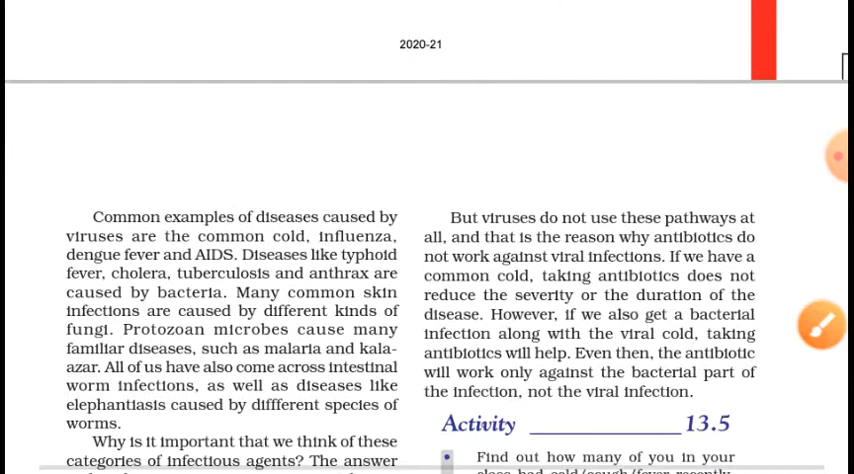 2020-21
Common examples of diseases caused by
viruses are the common cold, influenza,
dengue fever and AIDS. Diseases like typhoid
fever, cholera, tuberculosis and anthrax are
caused by bacteria. Many common skin
infections are caused by different kinds of
fungi. Protozoan microbes cause many
familiar diseases, such as malaria and kala-
azar. All of us have also come across intestinal
worm infections, as well as diseases like
elephantiasis caused by diffferent species of
worms.
Why is it important that we think of these
categories of infectious agents? The answer
But viruses do not use these pathways at
all, and that is the reason why antibiotics do
not work against viral infections. If we have a
common cold, taking antibiotics does not
reduce the severity or the duration of the
disease. However, if we also get a bacterial
infection along with the viral cold, taking
antibiotics will help. Even then, the antibiotic
will work only against the bacterial part of
the infection, not the viral infection.
Activity ______________ 13.5
• Find out how many of you in your
class had cold/cough/fever recently